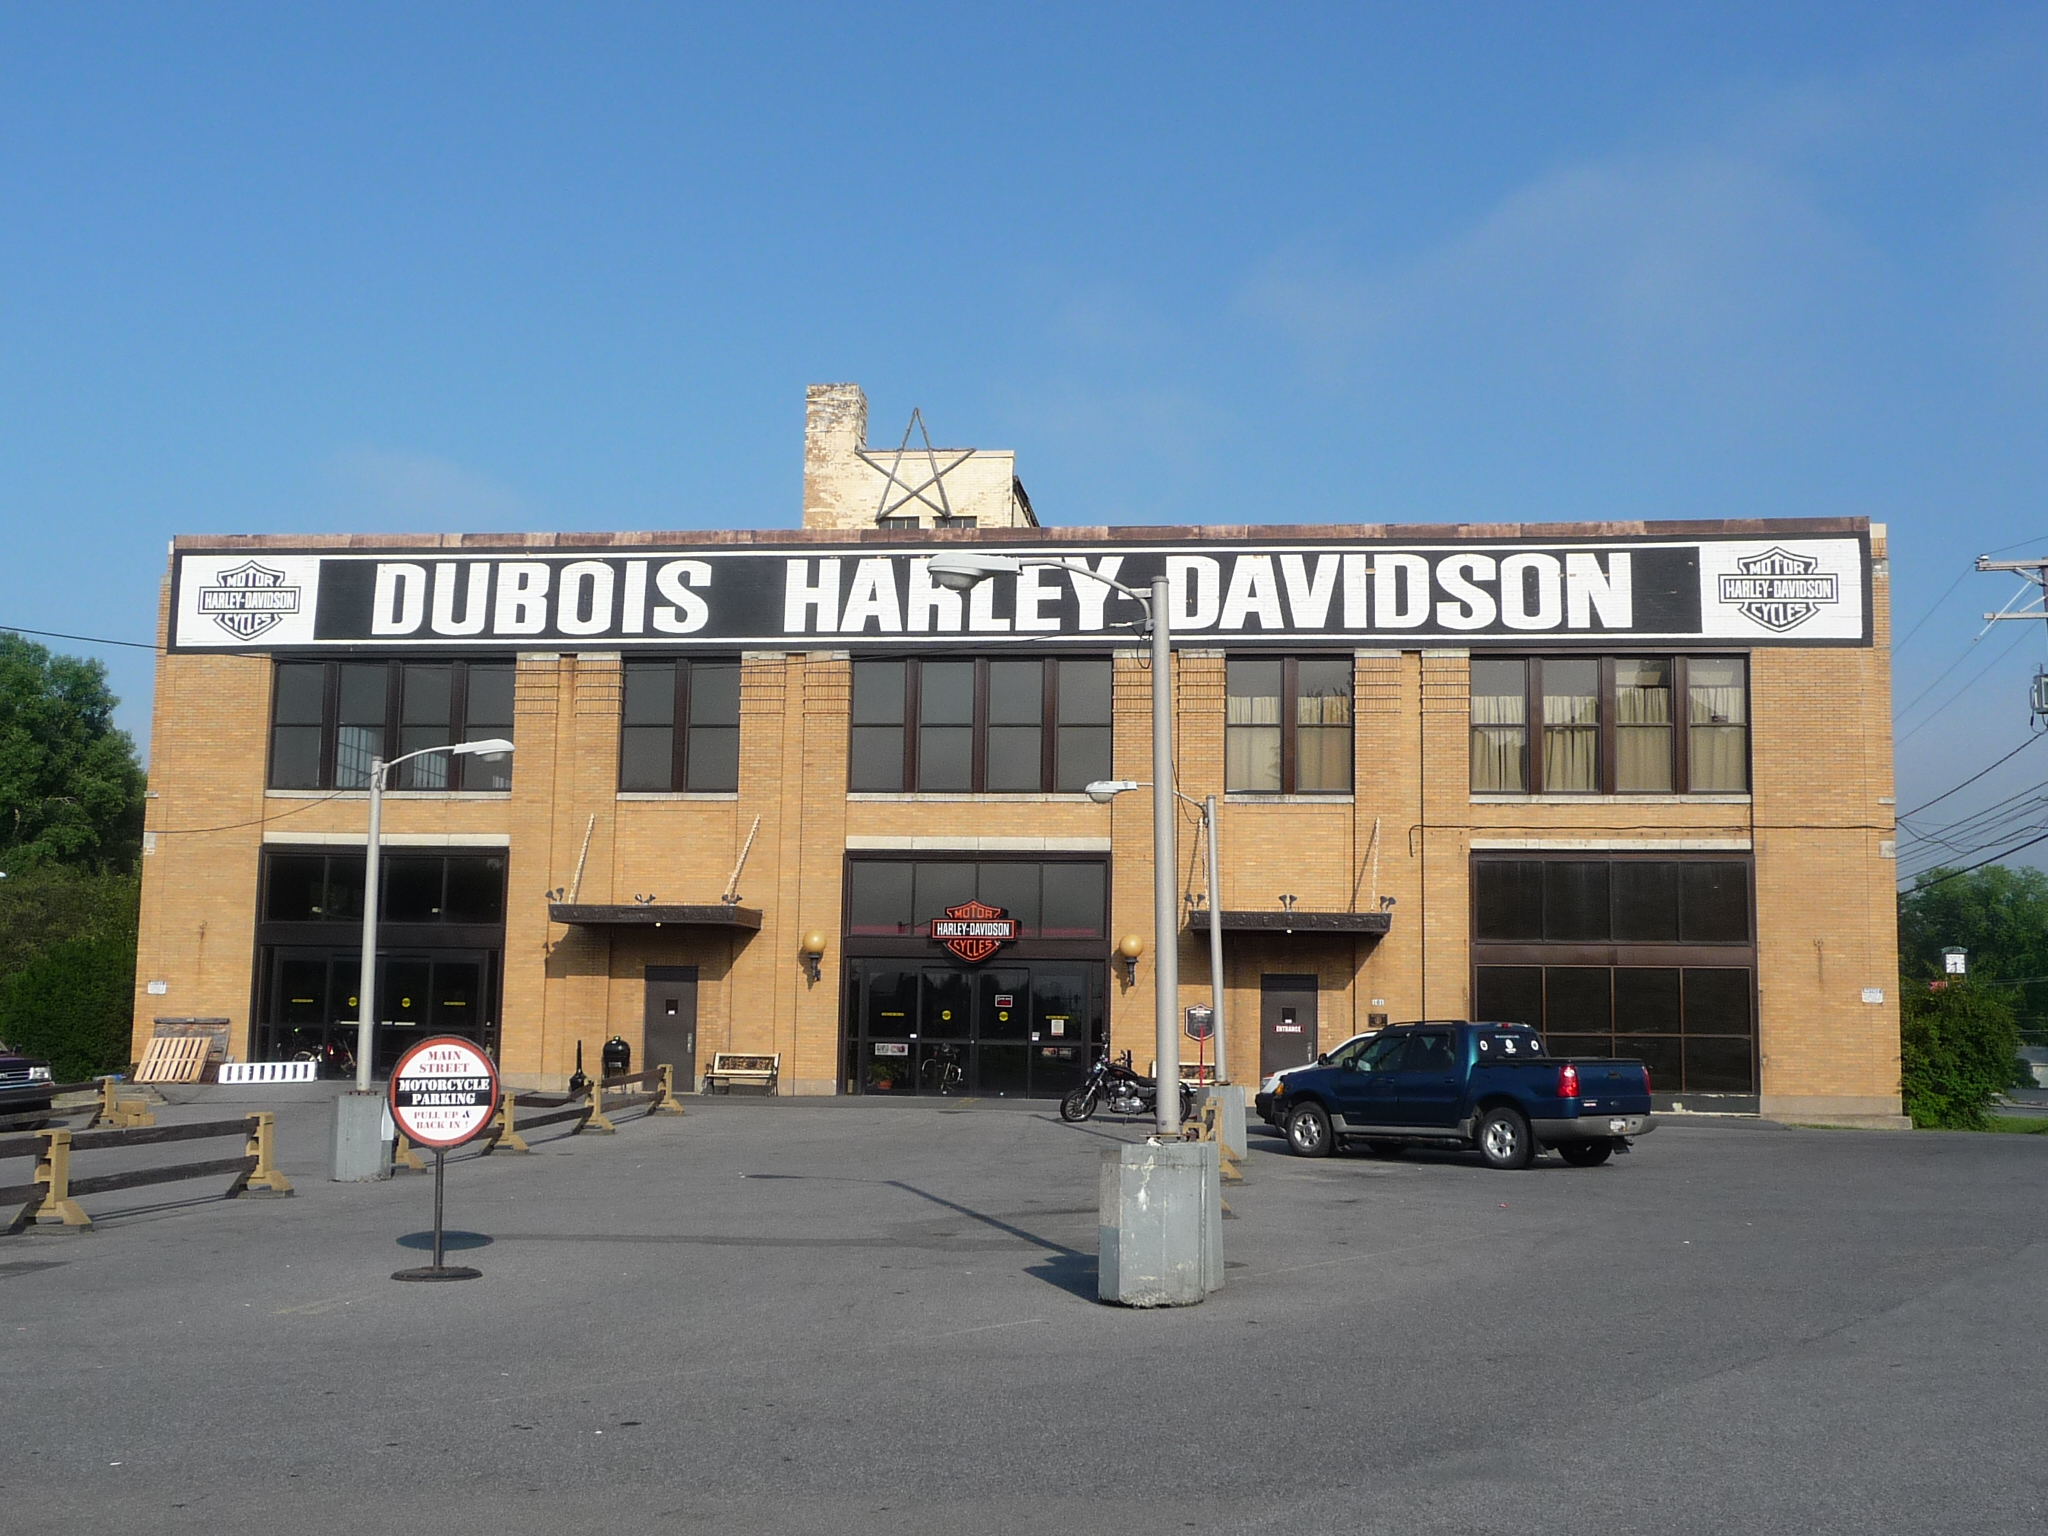 MOTOR
HARLEY-DAVIDSON
CYCLES
DUBOIS HARLEY-DAVIDSON
MOTOR
HARLEY-DAVIDSON
CYCLES
MOTOR
HARLEY-DAVIDSON
CYCLES
ENTRANCE
MAIN
STREET
MOTORCYCLE
PARKING
PULL UP &
BACK IN!